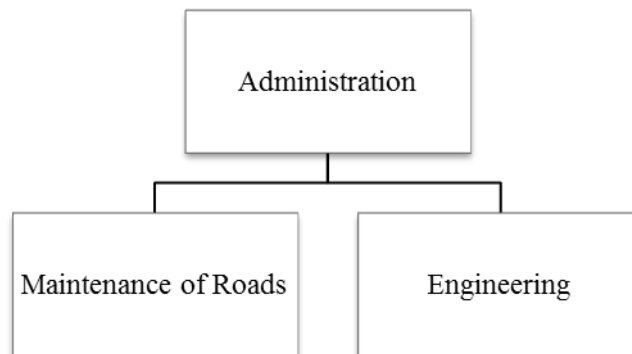 Administration
Maintenance of Roads
Engineering